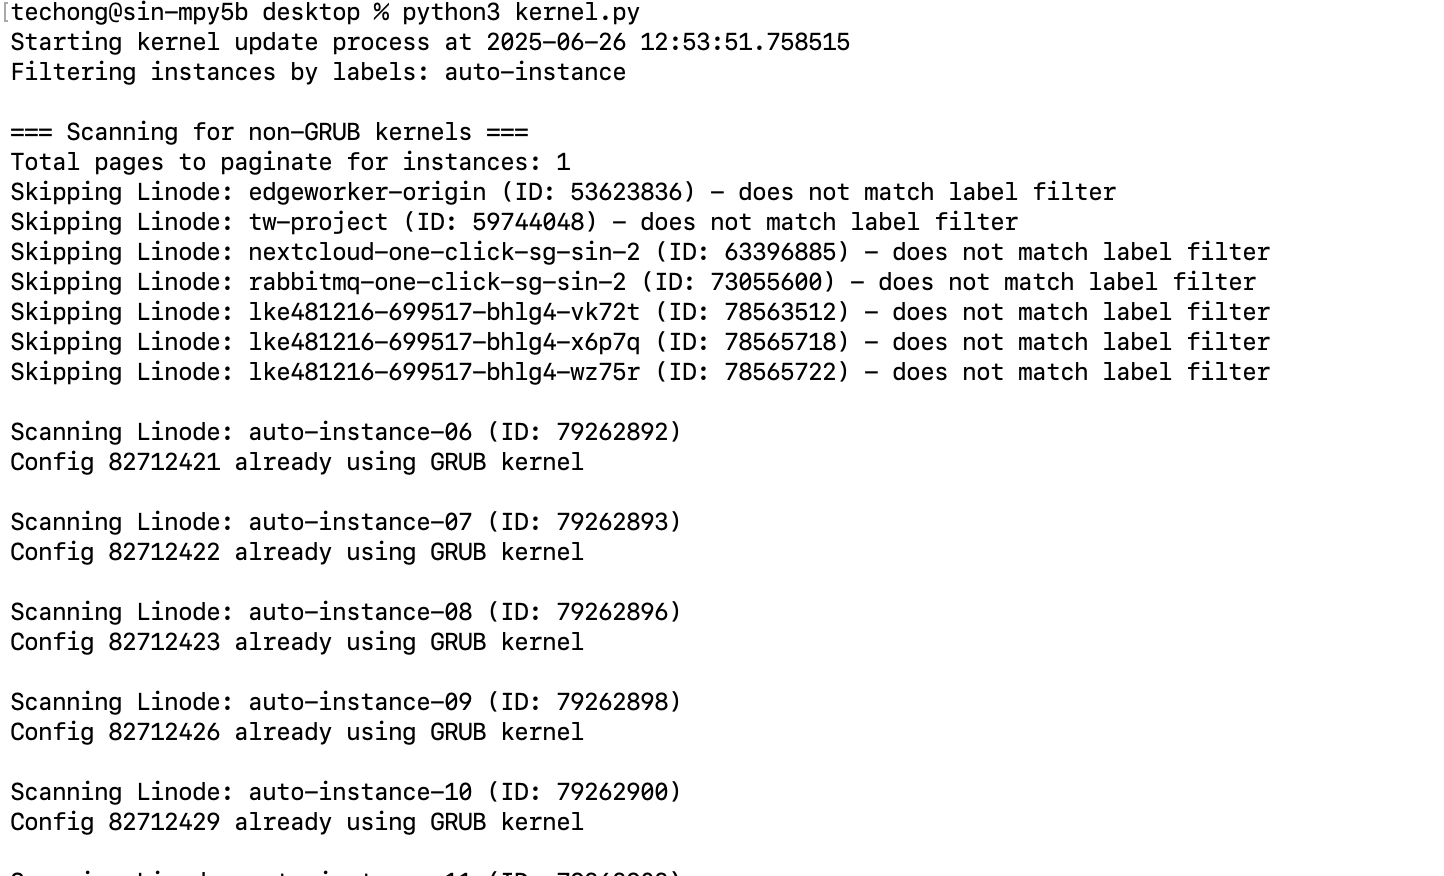 techong@sin-mpy5b desktop % python3 kernel.py
Starting kernel update process at 2025-06-26 12:53:51.758515
Filtering instances by labels: auto-instance
=== Scanning for non-GRUB kernels ===
Total pages to paginate for instances: 1
Skipping Linode: edgeworker-origin (ID: 53623836) - does not match label filter
Skipping Linode: tw-project (ID: 59744048) - does not match label filter
Skipping Linode: nextcloud-one-click-sg-sin-2 (ID: 63396885) - does not match label filter
Skipping Linode: rabbitmq-one-click-sg-sin-2 (ID: 73055600) - does not match label filter
Skipping Linode: lke481216-699517-bhlg4-vk72t (ID: 78563512) - does not match label filter
Skipping Linode: lke481216-699517-bhlg4-x6p7q (ID: 78565718) - does not match label filter
Skipping Linode: lke481216-699517-bhlg4-wz75r (ID: 78565722) - does not match label filter
Scanning Linode: auto-instance-06 (ID: 79262892)
Config 82712421 already using GRUB kernel
Scanning Linode: auto-instance-07 (ID: 79262893)
Config 82712422 already using GRUB kernel
Scanning Linode: auto-instance-08 (ID: 79262896)
Config 82712423 already using GRUB kernel
Scanning Linode: auto-instance-09 (ID: 79262898)
Config 82712426 already using GRUB kernel
Scanning Linode: auto-instance-10 (ID: 79262900)
Config 82712429 already using GRUB kernel